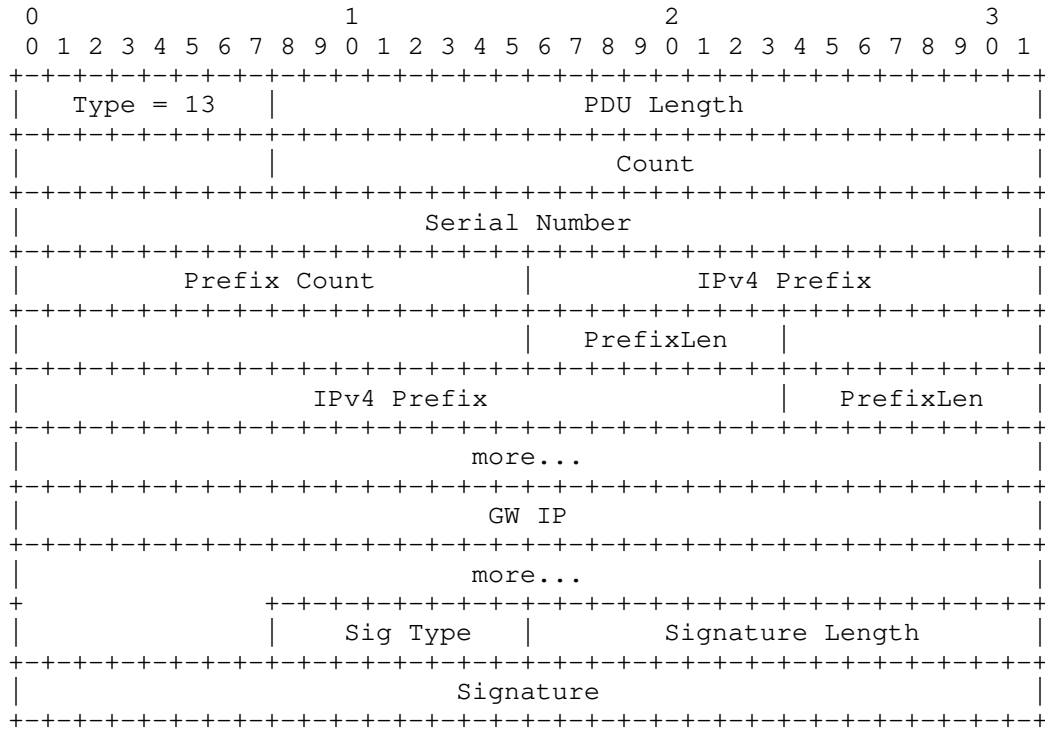 0                   1                   2                   3
0 1 2 3 4 5 6 7 8 9 0 1 2 3 4 5 6 7 8 9 0 1 2 3 4 5 6 7 8 9 0 1
+-+-+-+-+-+-+-+-+-+-+-+-+-+-+-+-+-+-+-+-+-+-+-+-+-+-+-+-+-+-+-+-+
|   Type = 13   |                  PDU Length                   |
+-+-+-+-+-+-+-+-+-+-+-+-+-+-+-+-+-+-+-+-+-+-+-+-+-+-+-+-+-+-+-+-+
|               |                    Count                      |
+-+-+-+-+-+-+-+-+-+-+-+-+-+-+-+-+-+-+-+-+-+-+-+-+-+-+-+-+-+-+-+-+
|                         Serial Number                         |
+-+-+-+-+-+-+-+-+-+-+-+-+-+-+-+-+-+-+-+-+-+-+-+-+-+-+-+-+-+-+-+-+
|          Prefix Count         |          IPv4 Prefix          |
+-+-+-+-+-+-+-+-+-+-+-+-+-+-+-+-+-+-+-+-+-+-+-+-+-+-+-+-+-+-+-+-+
|                               |   PrefixLen   |               |
+-+-+-+-+-+-+-+-+-+-+-+-+-+-+-+-+-+-+-+-+-+-+-+-+-+-+-+-+-+-+-+-+
|                  IPv4 Prefix                  |   PrefixLen   |
+-+-+-+-+-+-+-+-+-+-+-+-+-+-+-+-+-+-+-+-+-+-+-+-+-+-+-+-+-+-+-+-+
|                            more...                            |
+-+-+-+-+-+-+-+-+-+-+-+-+-+-+-+-+-+-+-+-+-+-+-+-+-+-+-+-+-+-+-+-+
|                             GW IP                             |
+-+-+-+-+-+-+-+-+-+-+-+-+-+-+-+-+-+-+-+-+-+-+-+-+-+-+-+-+-+-+-+-+
|                            more...                            |
+               +-+-+-+-+-+-+-+-+-+-+-+-+-+-+-+-+-+-+-+-+-+-+-+-+
|               |    Sig Type   |        Signature Length       |
+-+-+-+-+-+-+-+-+-+-+-+-+-+-+-+-+-+-+-+-+-+-+-+-+-+-+-+-+-+-+-+-+
|                           Signature                           |
+-+-+-+-+-+-+-+-+-+-+-+-+-+-+-+-+-+-+-+-+-+-+-+-+-+-+-+-+-+-+-+-+